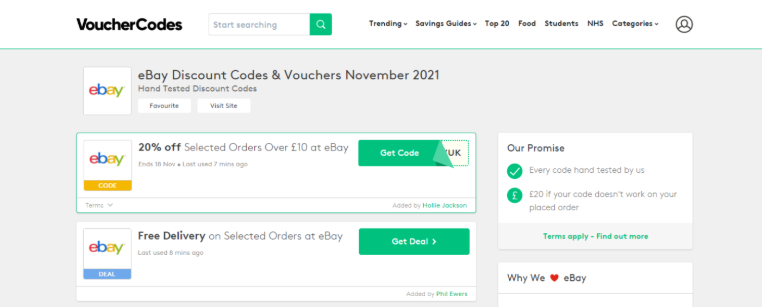 VoucherCodes
Start searching
Trending
Savings Guides
Top 20
Food
Students
NHS
Categories
ebay
eBay Discount Codes & Vouchers November 2021
Hand Tested Discount Codes
Favourite
Visit Site
ebay
CODE
20% off Selected Orders Over £10 at eBay
Ends 18 Nov • Last used 7 mins ago
Get Code
UK
Terms
Added by Hollie Jackson
ebay
DEAL
Free Delivery on Selected Orders at eBay
Last used 8 mins ago
Get Deal >
Added by Phil Ewers
Our Promise
Every code hand tested by us
£
£20 if your code doesn't work on your
placed order
Terms apply - Find out more
Why We ❤ eBay